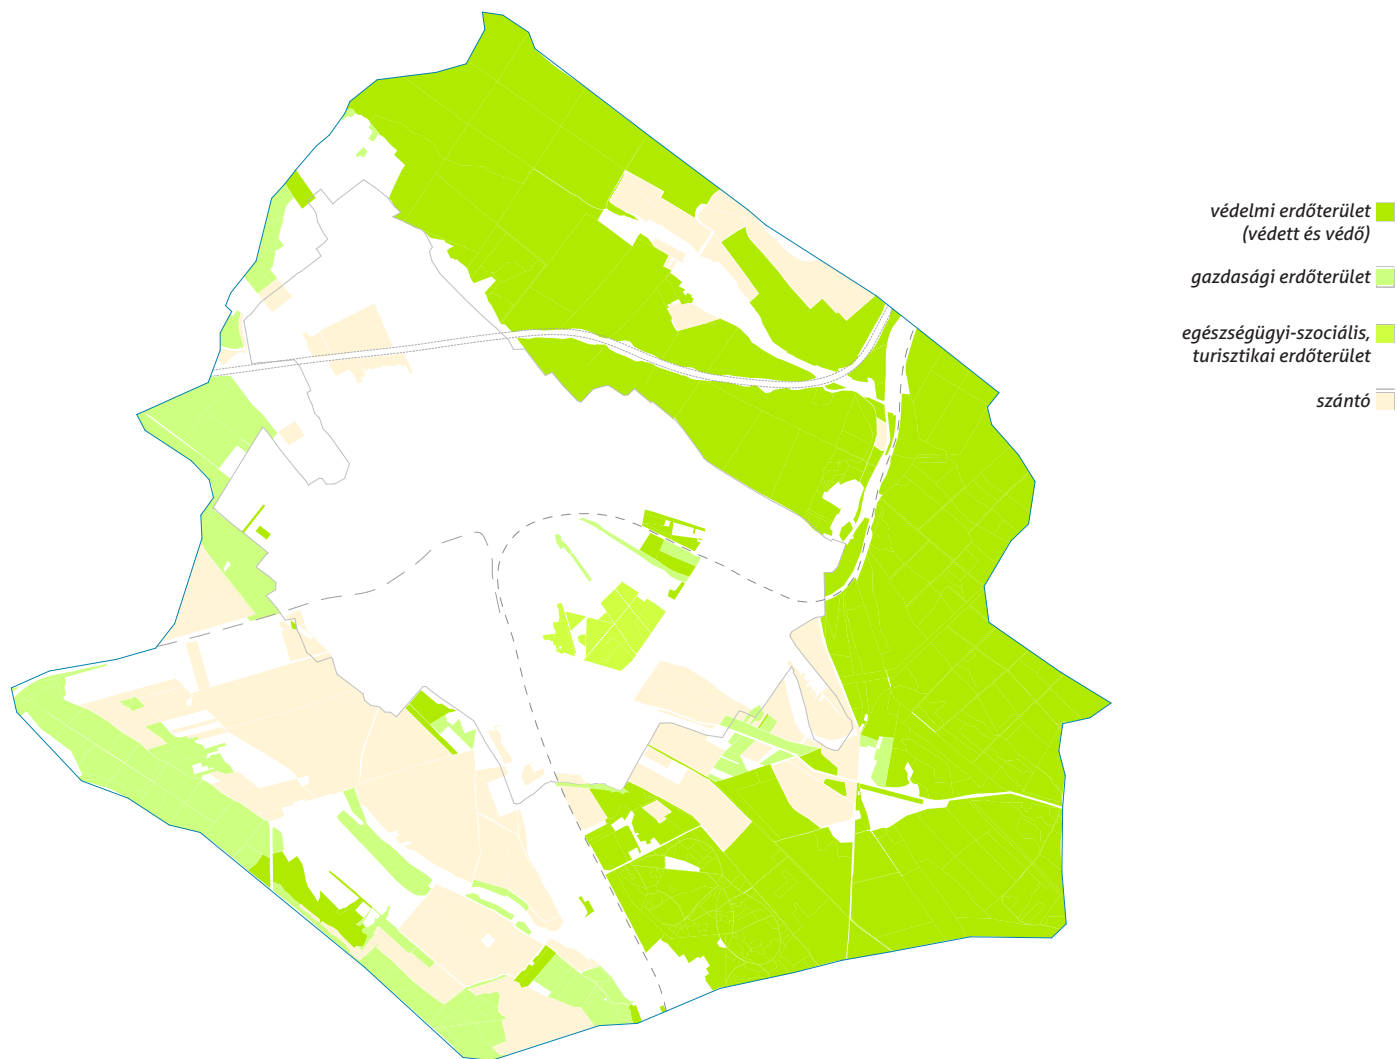 védelmi erdőterület
(védett és védő)
gazdasági erdőterület
egészségügyi-szociális,
turisztikai erdőterület
szántó